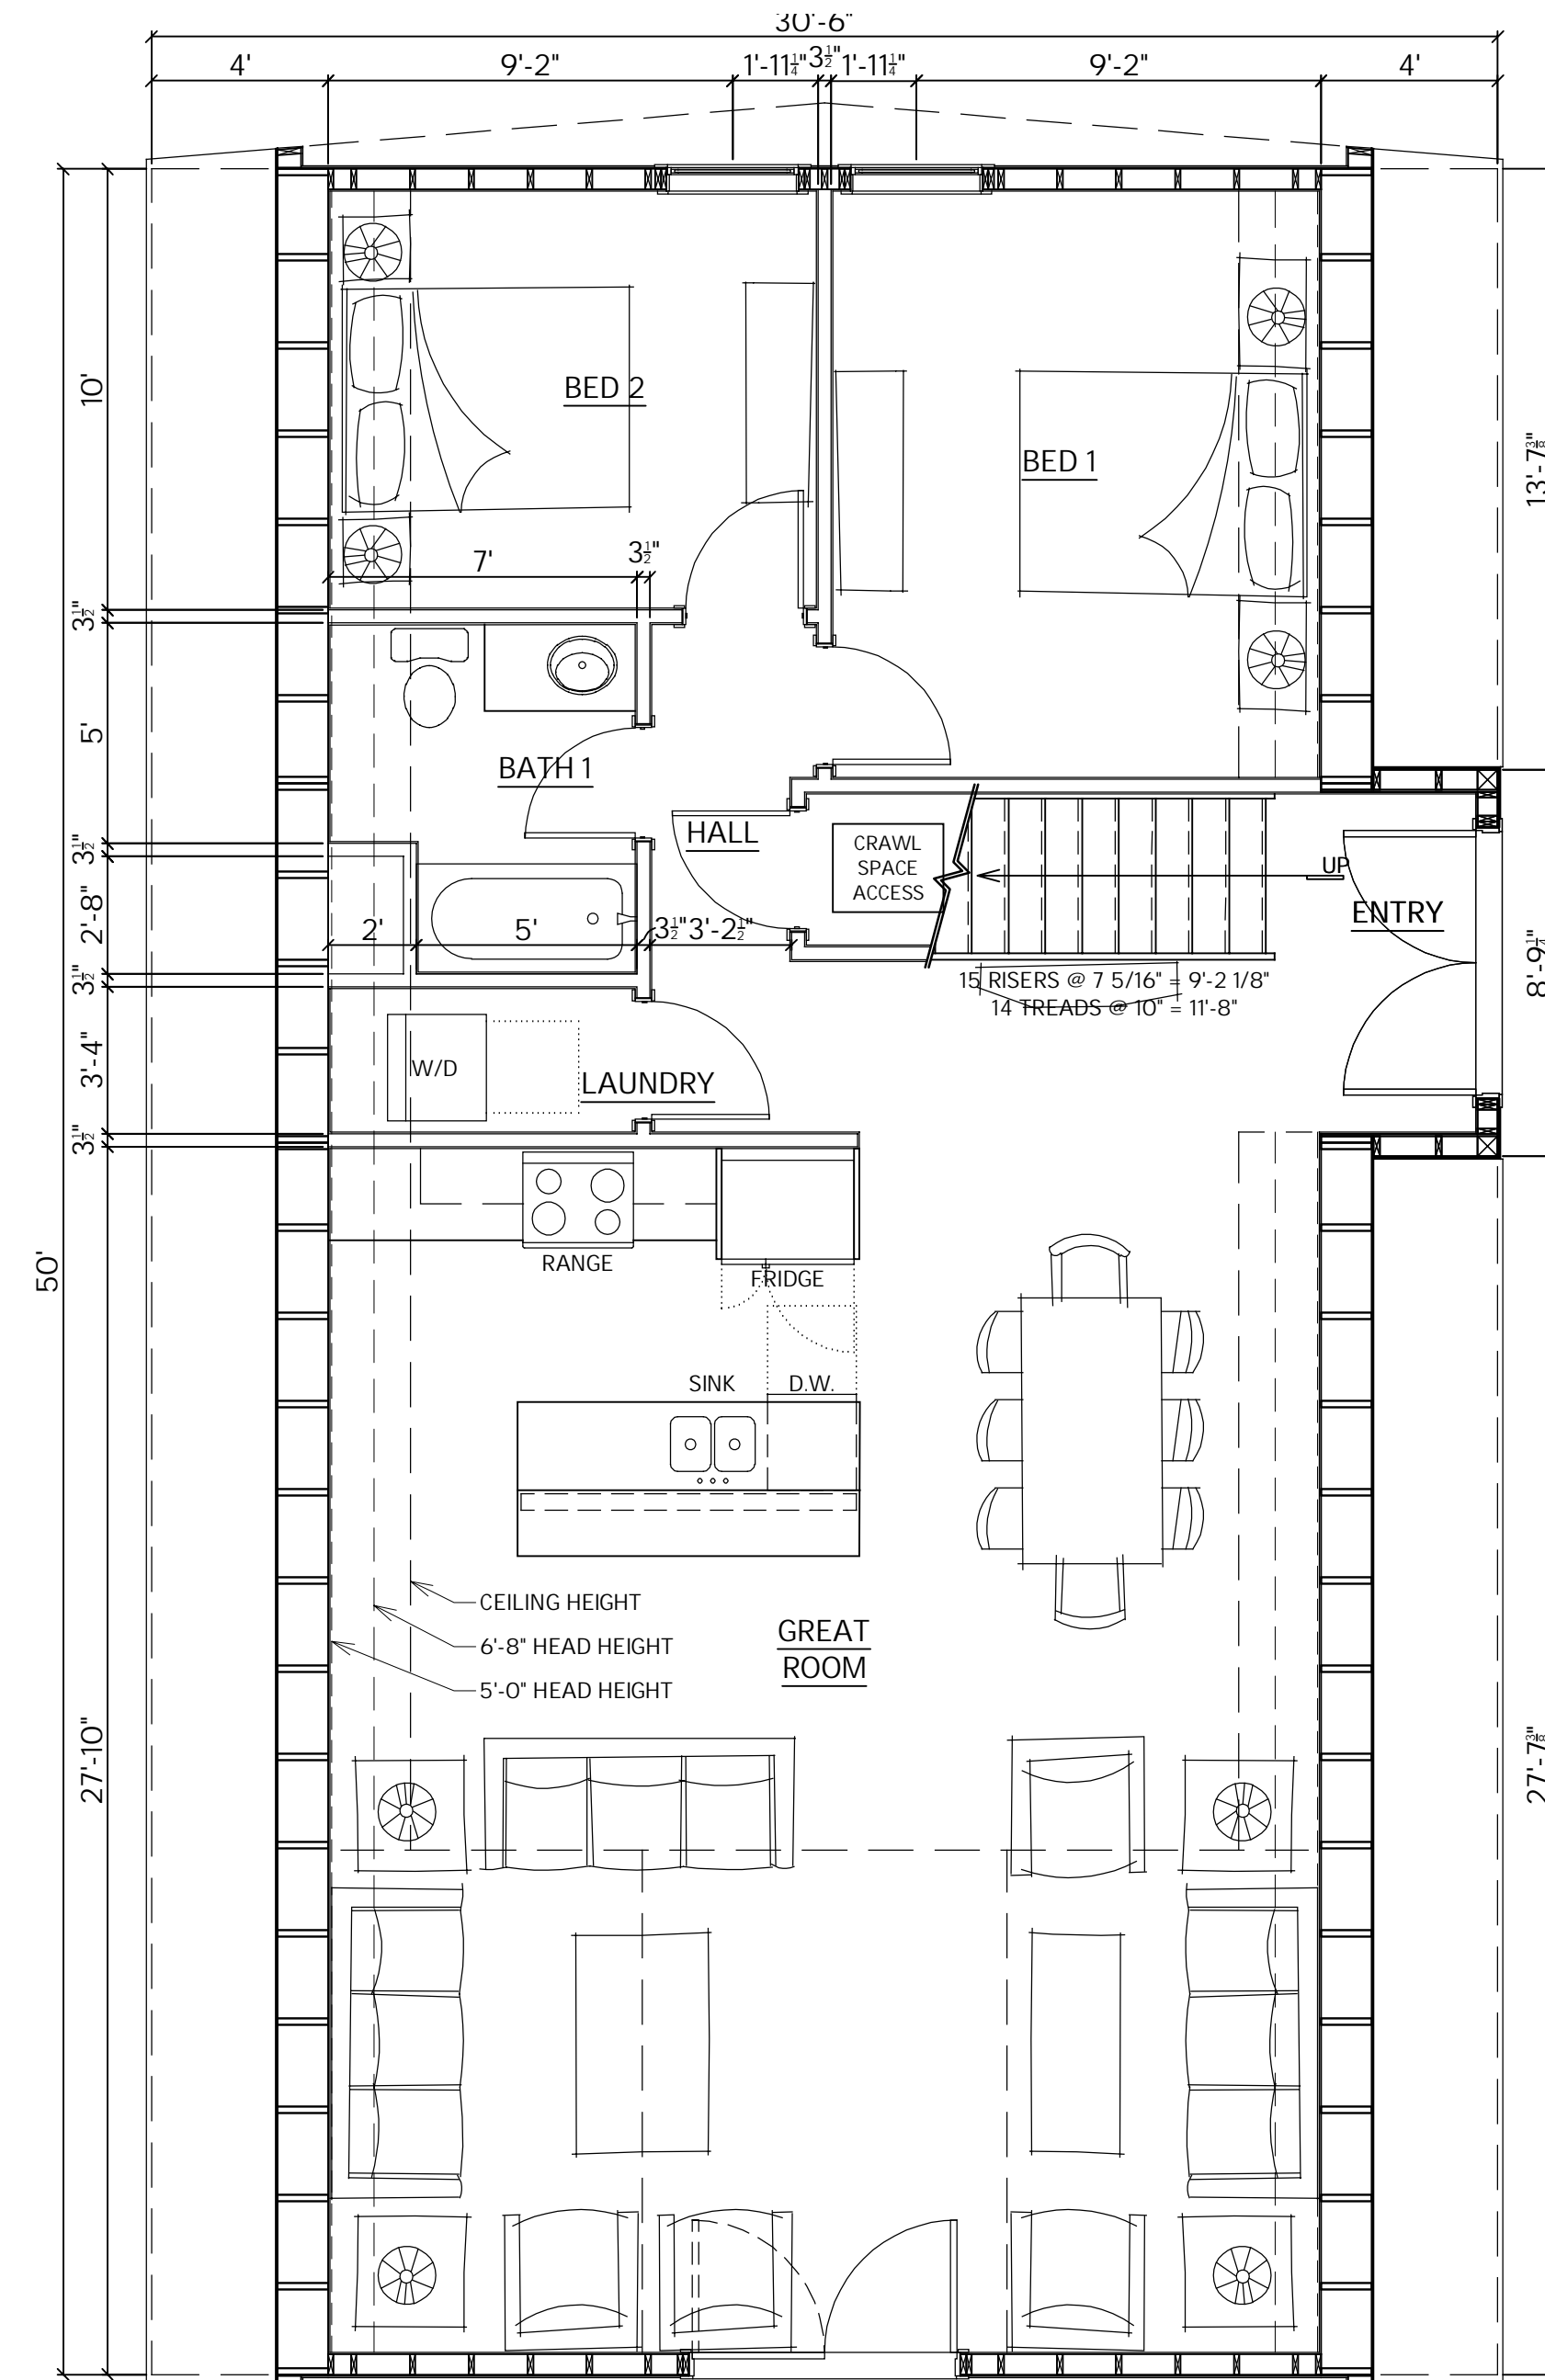 30'-6"
4' 9'-2" 1'-11¼" 3½" 1'-11¼" 9'-2" 4'
10'
BED 2
BED 1
13'-7⅜"
7' 3½"
3½"
5'
BATH 1
HALL
3½"
CRAWL
SPACE
ACCESS
UP
ENTRY
2'-8"
2' 5' 3½" 3'-2½"
3½"
15 RISERS @ 7 5/16" = 9'-2 1/8"
14 TREADS @ 10" = 11'-8"
8'-9¼"
3'-4"
W/D
LAUNDRY
3½"
RANGE
FRIDGE
50'
SINK D.W.
CEILING HEIGHT
6'-8" HEAD HEIGHT
5'-0" HEAD HEIGHT
GREAT
ROOM
27'-10"
27'-7⅜"